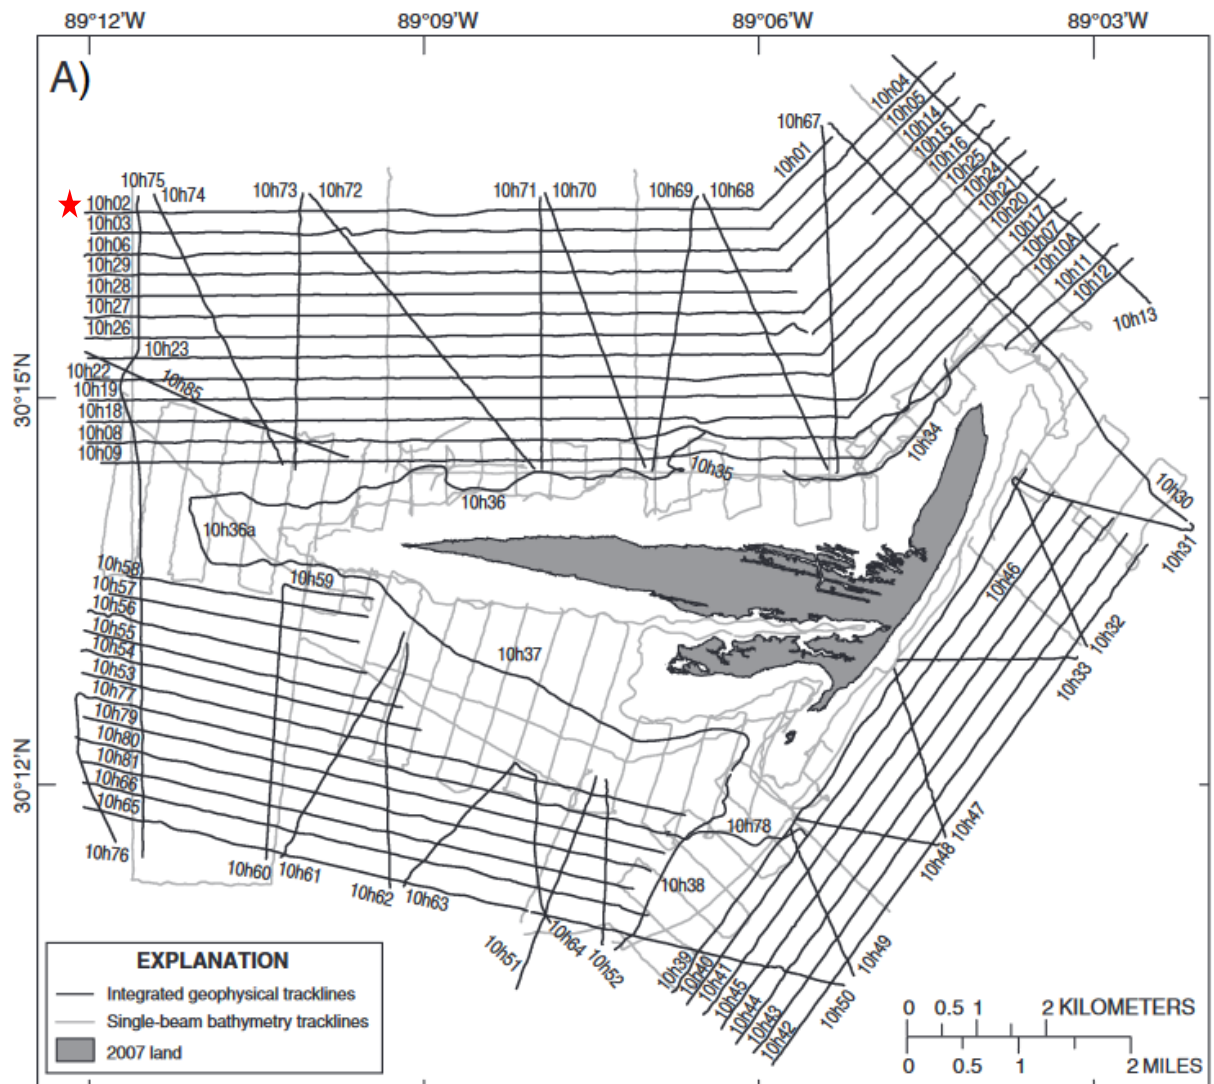 89°12'W
89°09'W
89°06'W
89°03'W
A)
10h04
10h05
10h14
10h15
10h16
10h25
10h24
10h21
10h20
10h17
10h07
10h10A
10h11
10h12
10h13
10h67
10h01
10h75
10h74
10h73
10h72
10h71
10h70
10h69
10h68
10h02
10h03
10h06
10h29
10h28
10h27
10h26
10h23
10h22
10h85
10h19
10h18
10h08
10h09
30°15'N
10h34
10h35
10h36
10h36a
10h30
10h31
10h58
10h59
10h57
10h56
10h55
10h54
10h53
10h77
10h79
10h80
10h81
10h66
10h65
10h37
10h46
10h32
10h33
30°12'N
10h78
10h47
10h48
10h76
10h60
10h61
10h62
10h63
10h38
10h51
10h64
10h52
10h39
10h40
10h41
10h45
10h44
10h43
10h42
10h49
10h50
EXPLANATION
Integrated geophysical tracklines
Single-beam bathymetry tracklines
2007 land
0 0.5 1 2 KILOMETERS
0 0.5 1 2 MILES